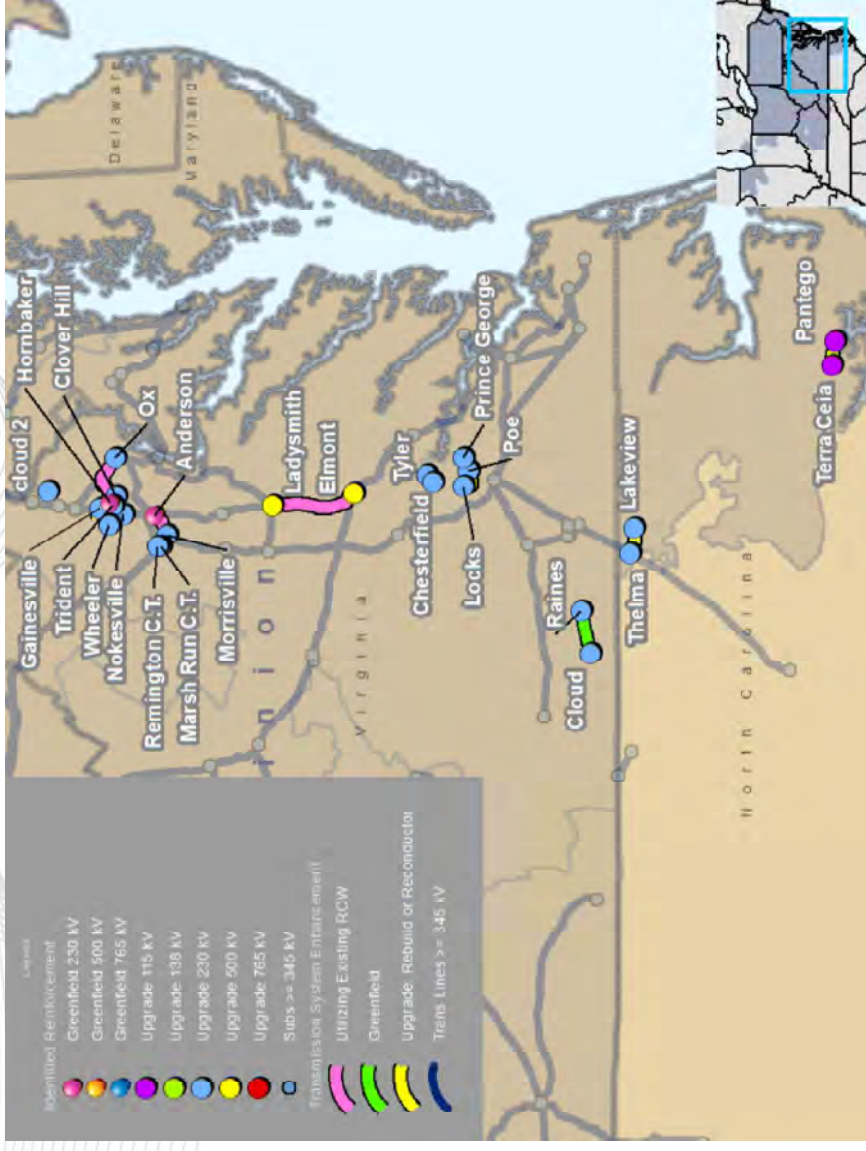 Legend
Identified Reinforcement
Greenfield 230 kV
Greenfield 500 kV
Greenfield 765 kV
Upgrade 115 kV
Upgrade 138 kV
Upgrade 230 kV
Upgrade 500 kV
Upgrade 765 kV
Subs >= 345 kV
Transmission System Enhancement
Utilizing Existing ROW
Greenfield
Upgrade: Rebuild or Reconductor
Trans Lines >= 345 kV
Delaware
Maryland
Hornbaker
Clover Hill
cloud 2
Ox
Anderson
Gainesville
Trident
Wheeler
Nokesville
Remington C.T.
Marsh Run C.T.
Morrisville
Ladysmith
Elmont
inion
Virginia
Tyler
Chesterfield
Prince George
Poe
Locks
Raines
Cloud
Lakeview
Thelma
North Carolina
Pantego
Terra Ceia